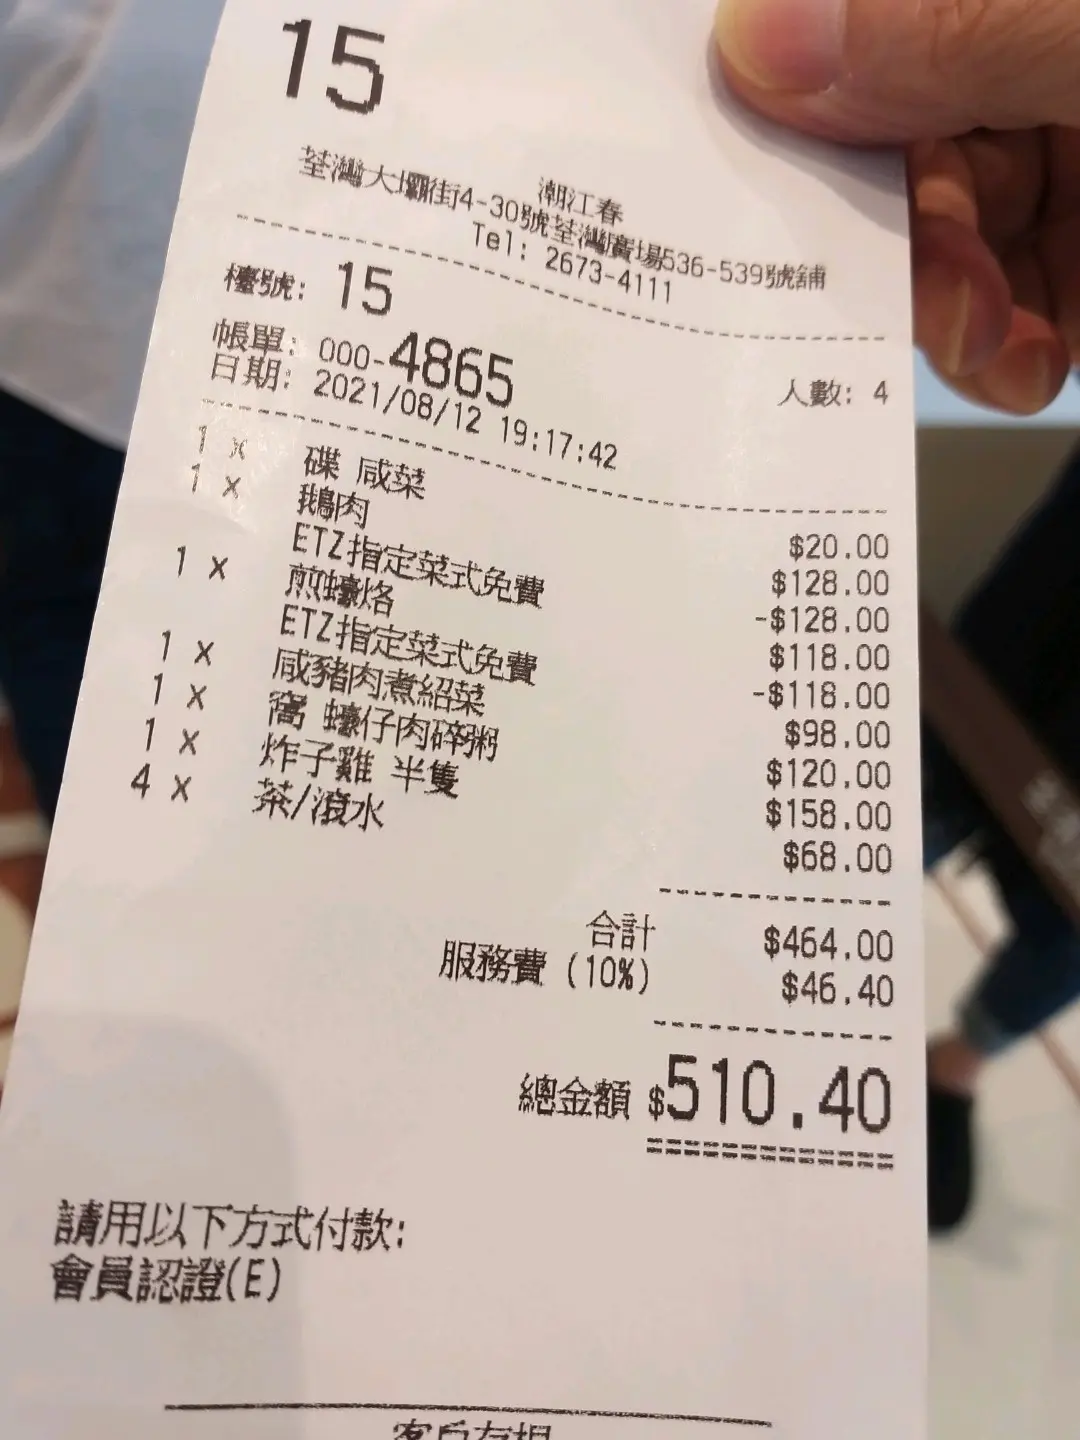 15
潮江春
荃灣大壩街4-30號荃灣廣場536-539號舖
Tel: 2673-4111
檯號: 15
帳單: 000-4865 人數: 4
日期: 2021/08/12 19:17:42
1 x 碟 咸菜 $20.00
1 x 鵝肉 $128.00
ETZ指定菜式免費 -$128.00
1 x 煎蠔烙 $118.00
ETZ指定菜式免費 -$118.00
1 x 咸豬肉煮紹菜 $98.00
1 x 窩 蠔仔肉碎粥 $120.00
1 x 炸子雞 半隻 $158.00
4 x 茶/滾水 $68.00
合計 $464.00
服務費 (10%) $46.40
總金額 $510.40
請用以下方式付款:
會員認證(E)